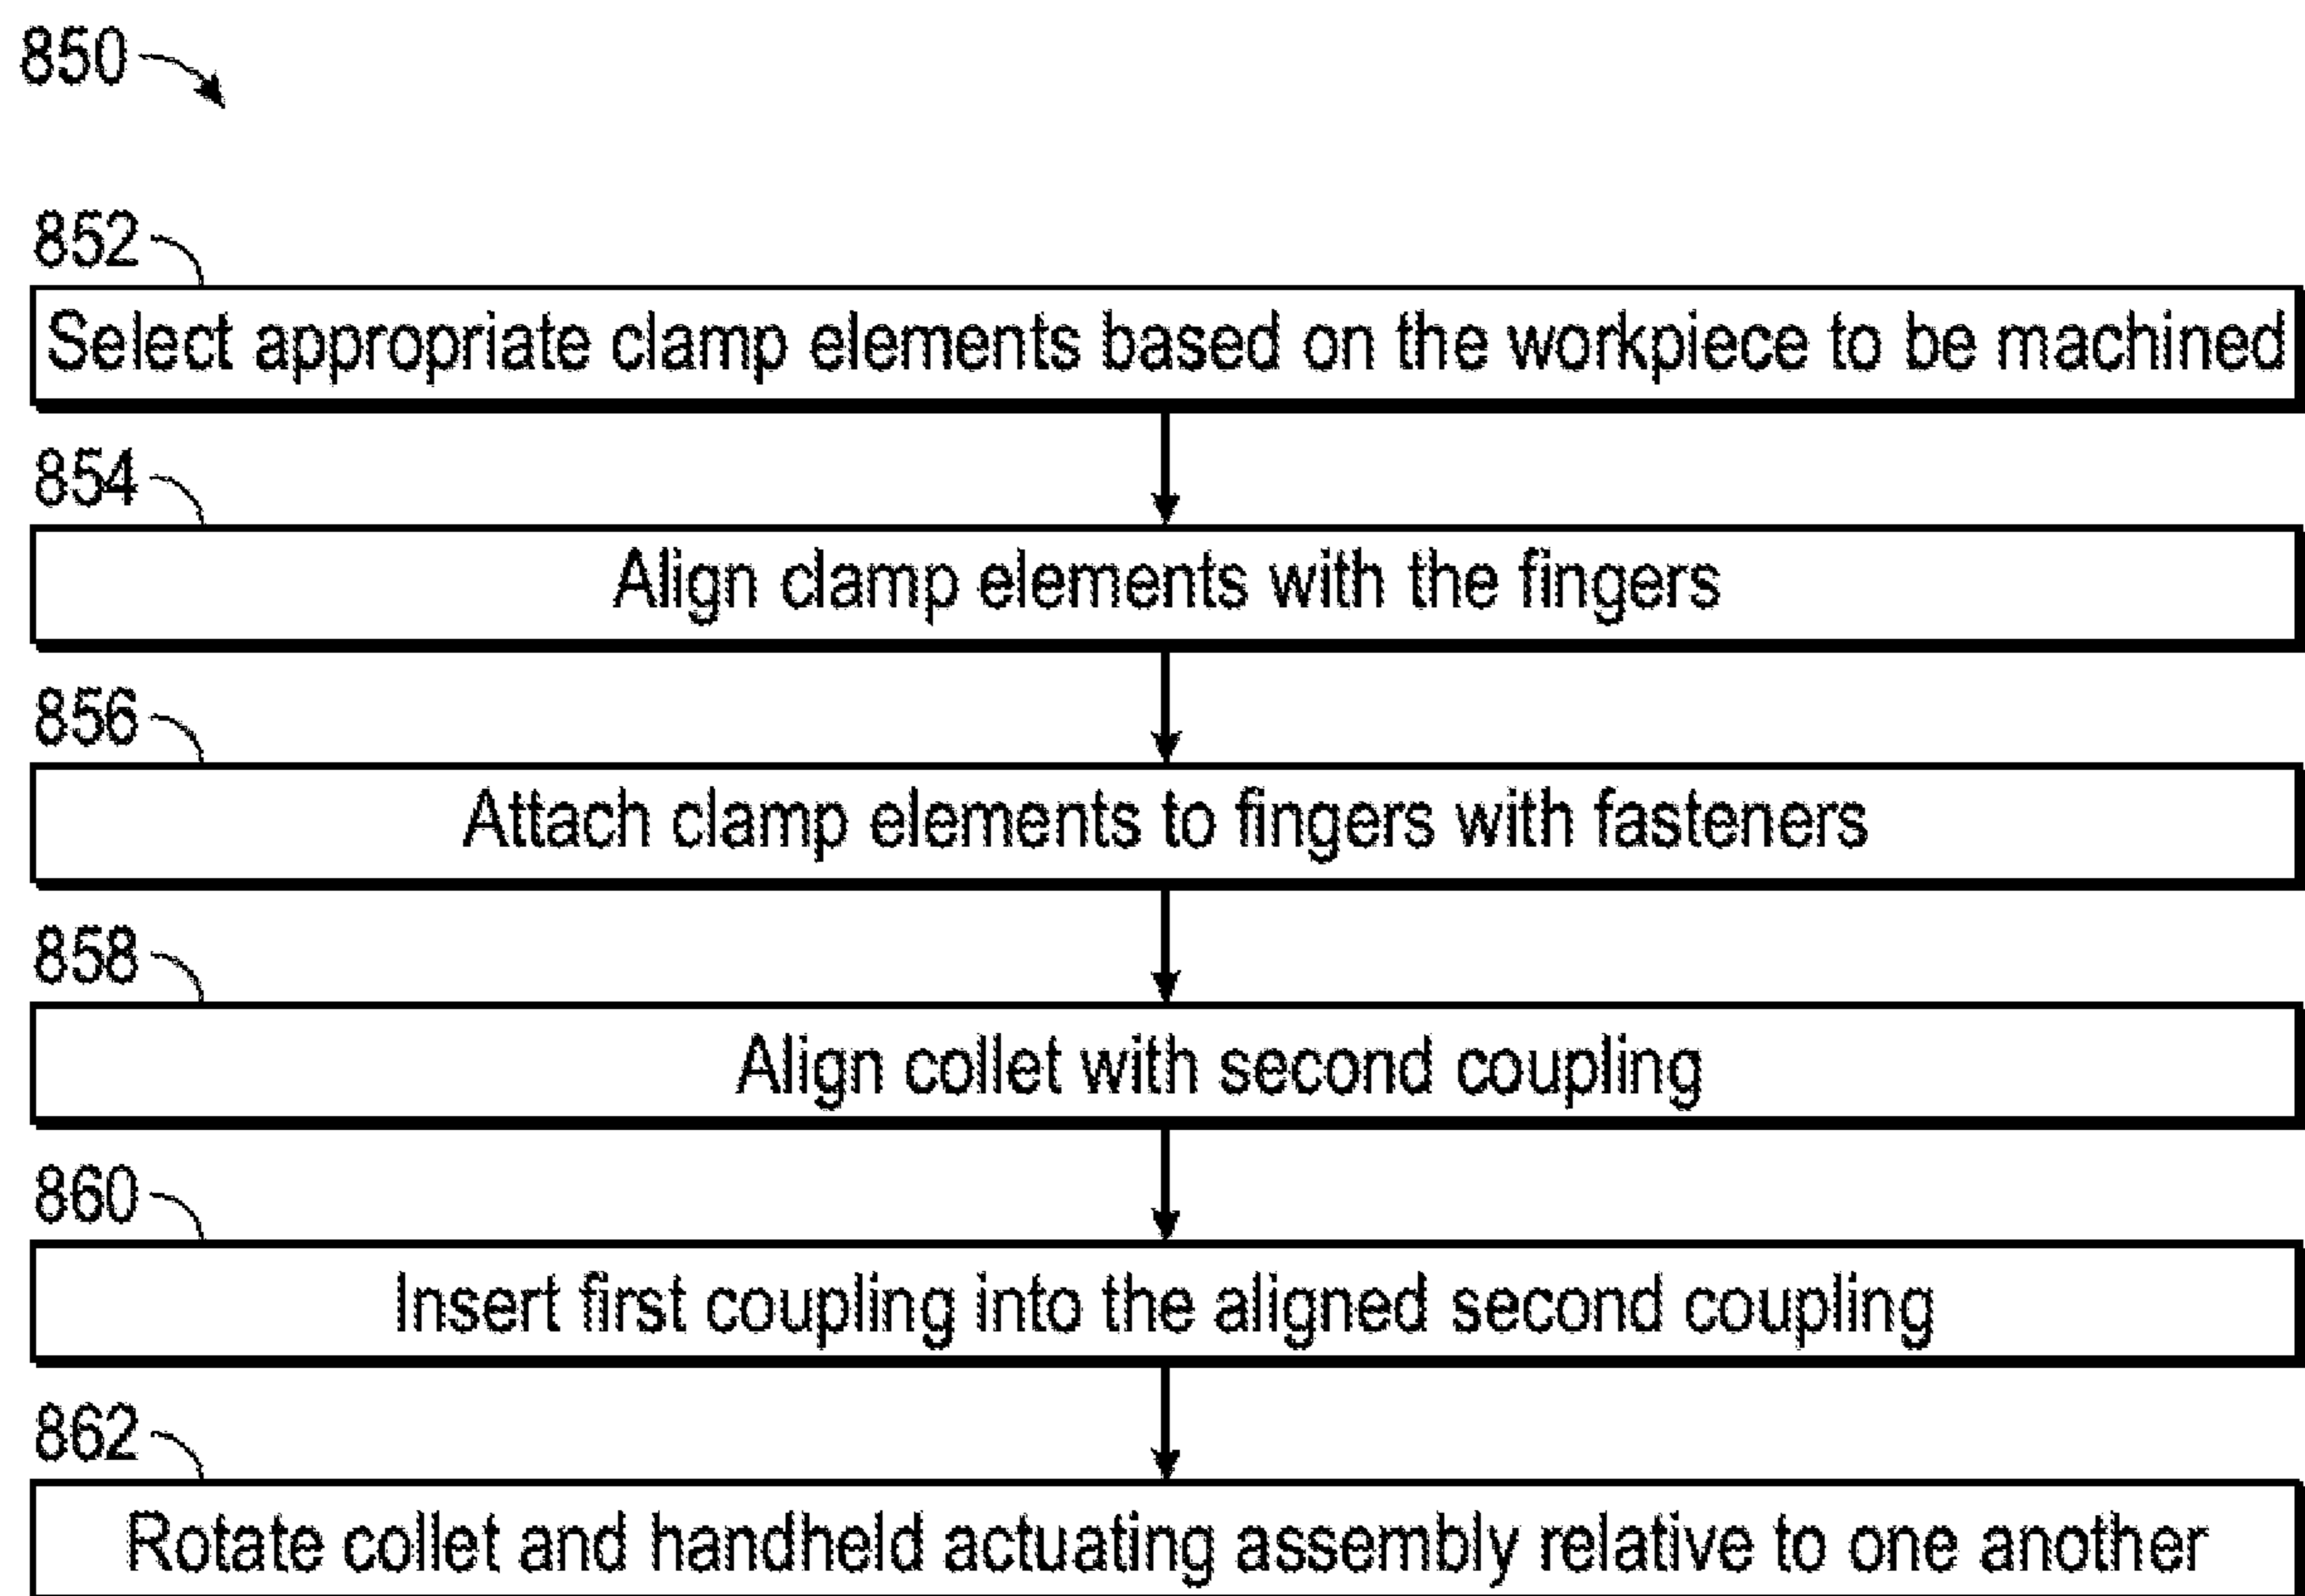 850
852
Select appropriate clamp elements based on the workpiece to be machined
854
Align clamp elements with the fingers
856
Attach clamp elements to fingers with fasteners
858
Align collet with second coupling
860
Insert first coupling into the aligned second coupling
862
Rotate collet and handheld actuating assembly relative to one another